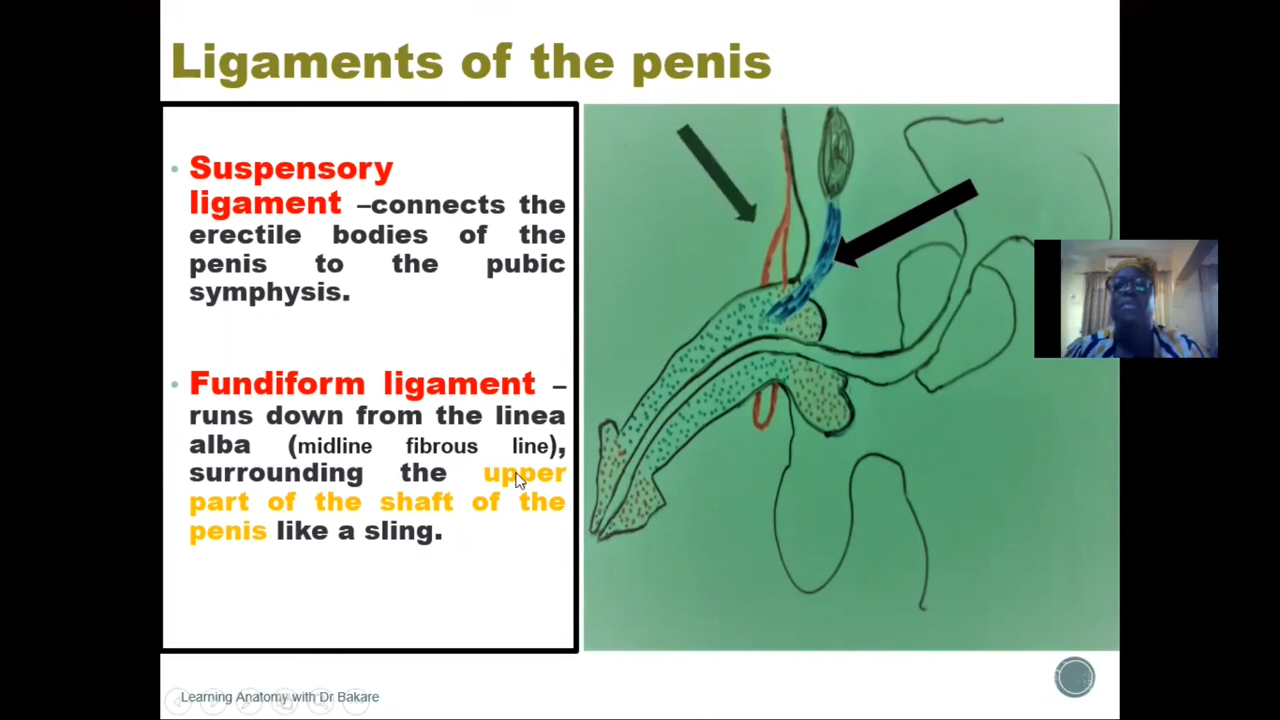 Ligaments of the penis
• Suspensory
ligament –connects the
erectile bodies of the
penis to the pubic
symphysis.
• Fundiform ligament –
runs down from the linea
alba (midline fibrous line),
surrounding the upper
part of the shaft of the
penis like a sling.
Learning Anatomy with Dr Bakare